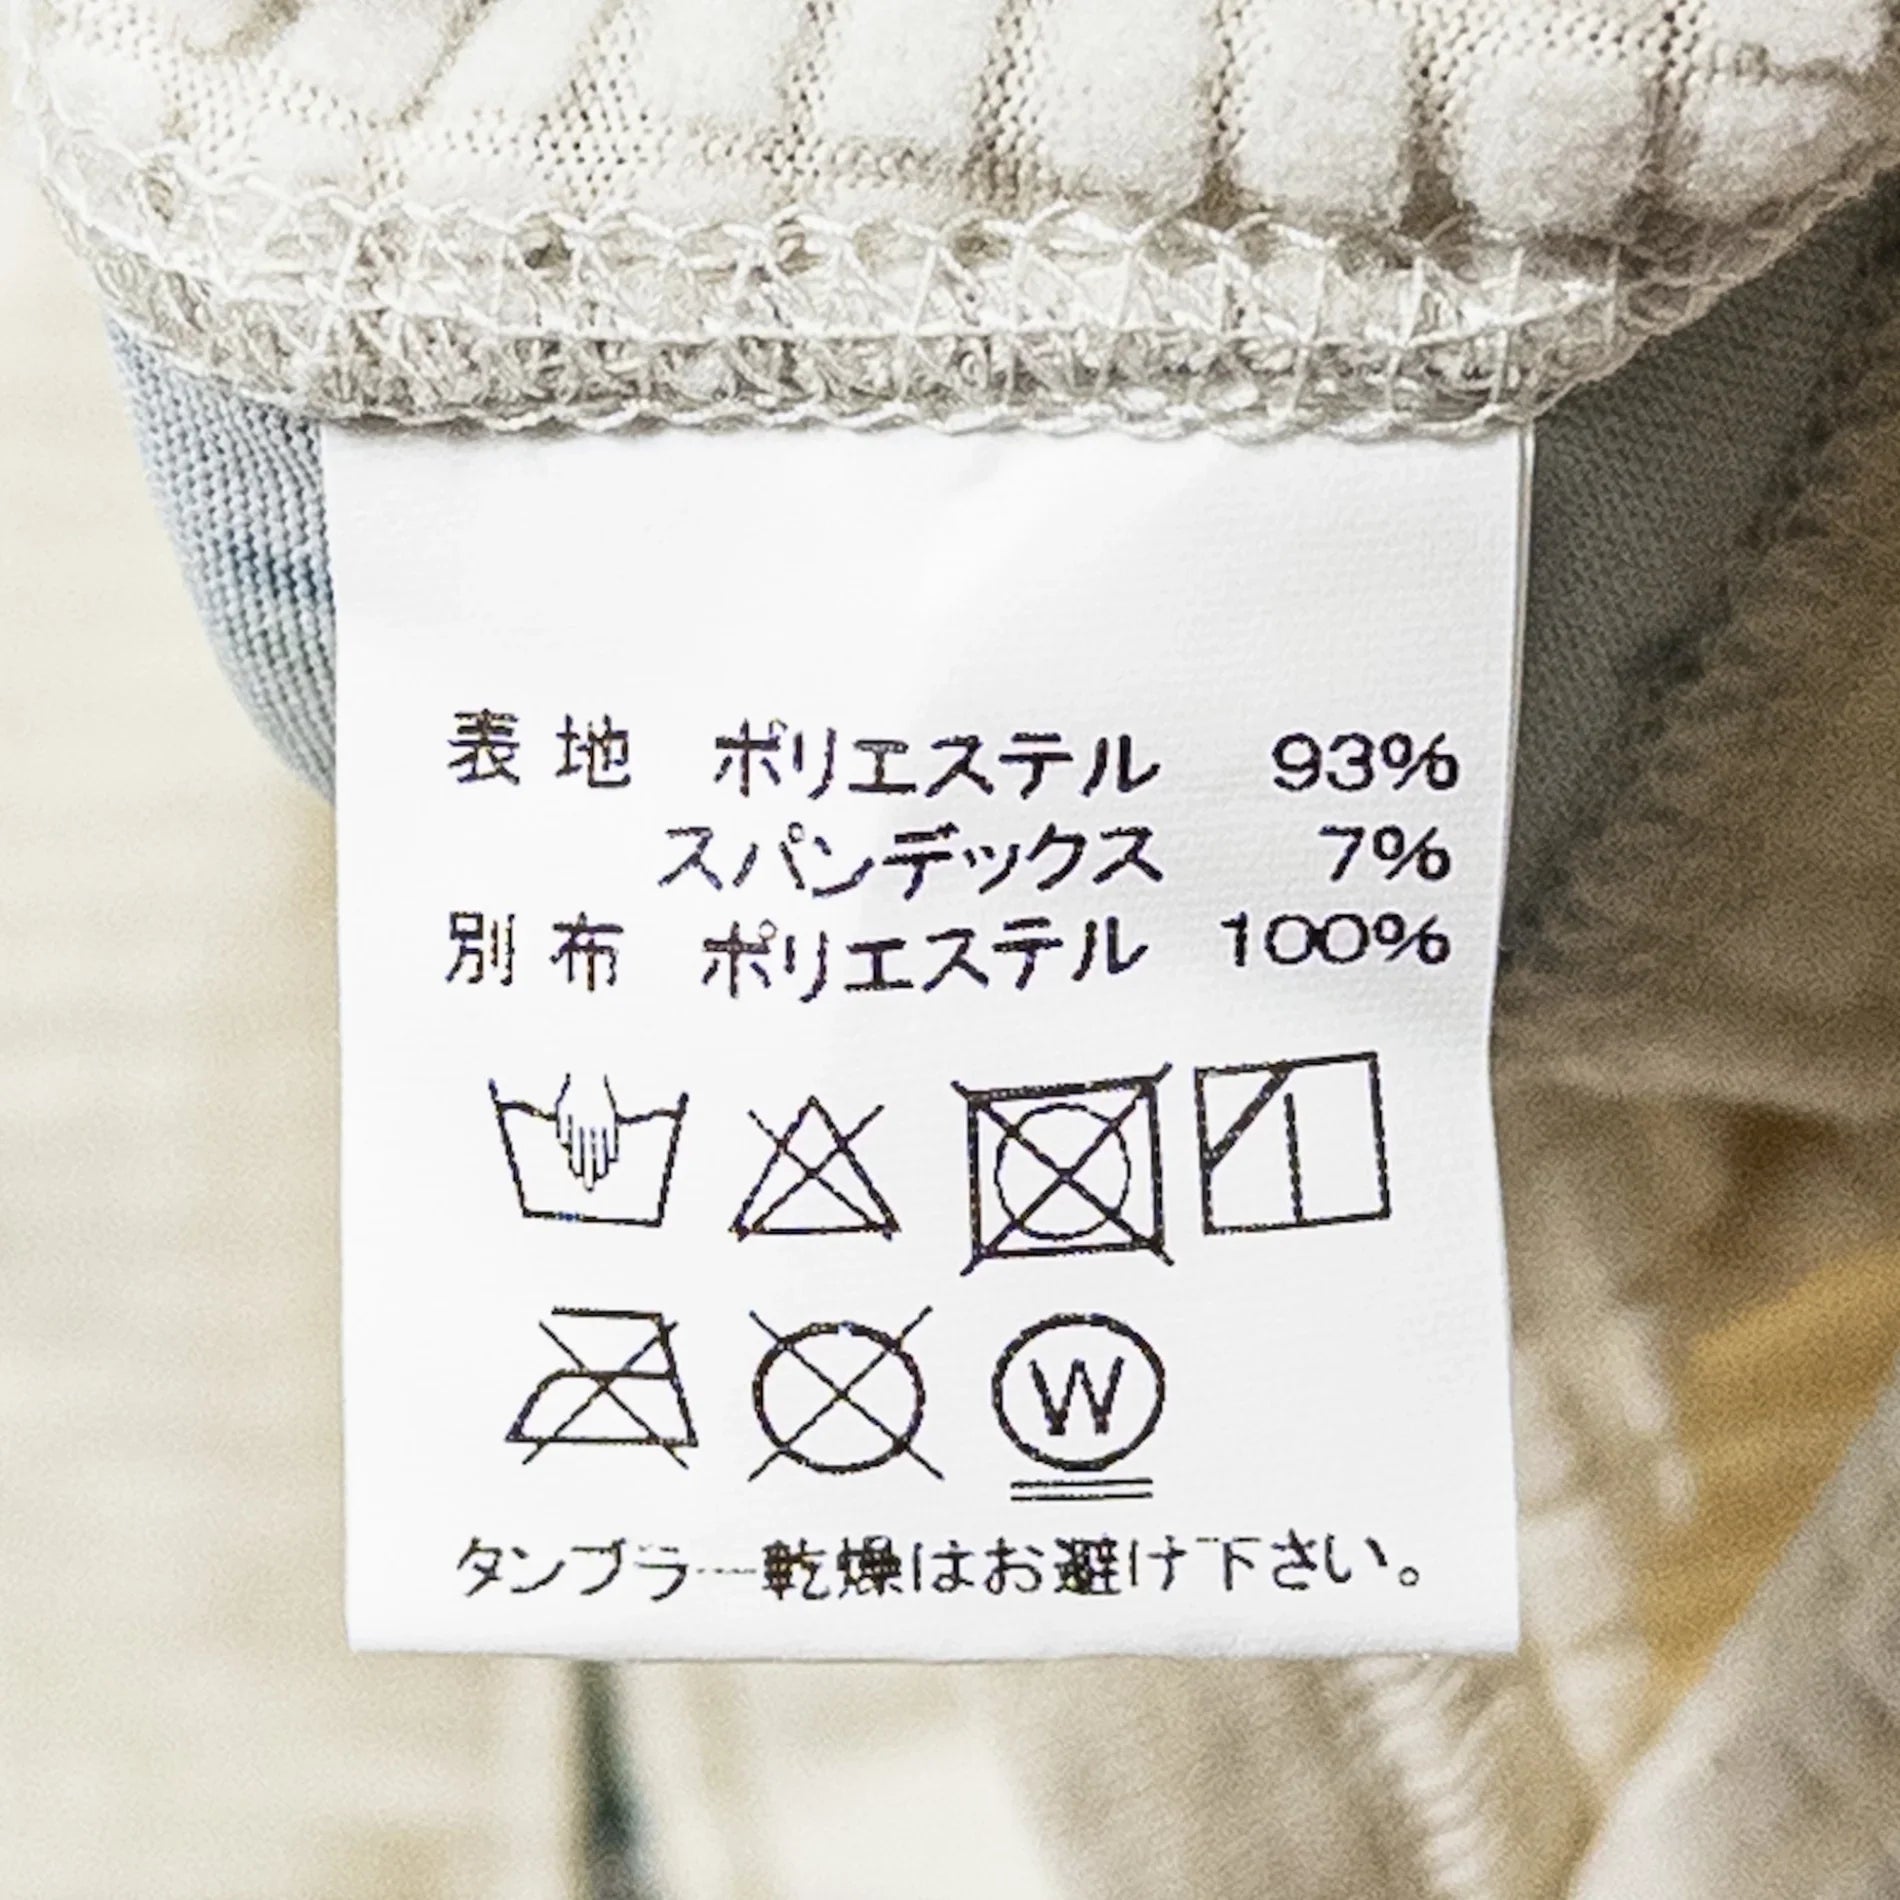 表地 ポリエステル 93%
スパンデックス 7%
別布 ポリエステル 100%
W
タンブラー乾燥はお避け下さい。